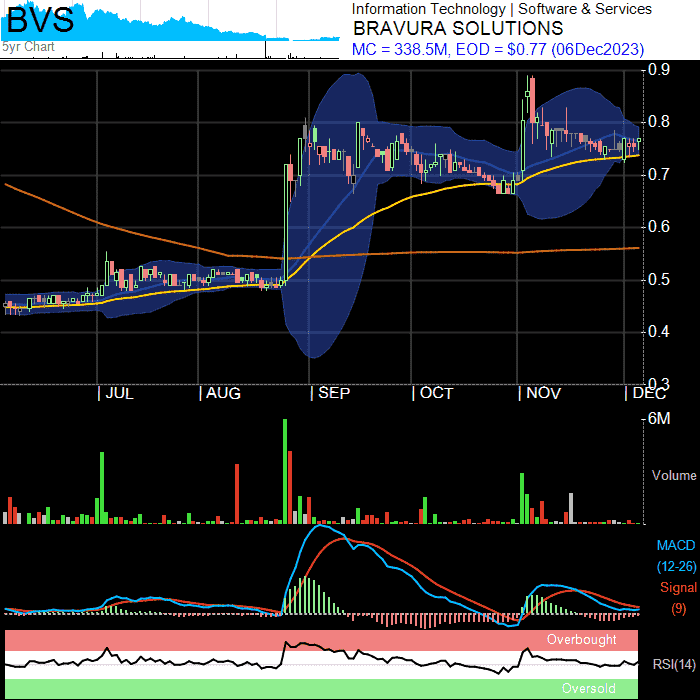 BVS
5yr Chart
Information Technology | Software & Services
BRAVURA SOLUTIONS
MC = 338.5M, EOD = $0.77 (06Dec2023)
0.9
0.8
0.7
0.6
0.5
0.4
0.3
| JUL | AUG | SEP | OCT | NOV | DEC
6M
Volume
MACD
(12-26)
Signal
(9)
Overbought
RSI(14)
Oversold